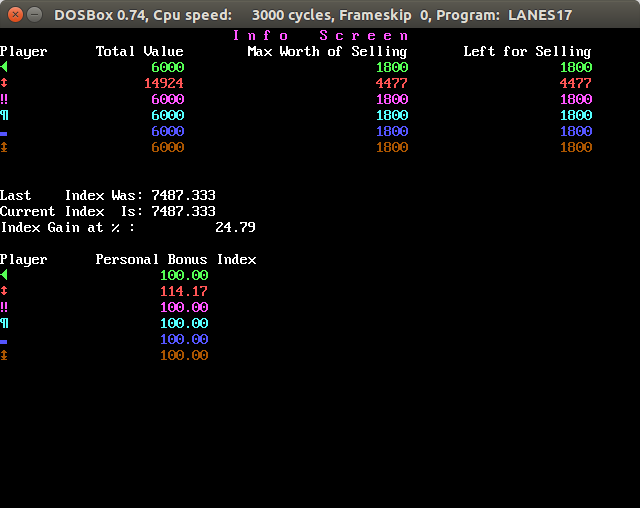 DOSBox 0.74, Cpu speed: 3000 cycles, Frameskip 0, Program: LANES17
Info Screen
Player Total Value Max Worth of Selling Left for Selling
◄ 6000 1800 1800
↕ 14924 4477 4477
‼ 6000 1800 1800
¶ 6000 1800 1800
▬ 6000 1800 1800
↨ 6000 1800 1800
Last Index Was: 7487.333
Current Index Is: 7487.333
Index Gain at % : 24.79
Player Personal Bonus Index
◄ 100.00
↕ 114.17
‼ 100.00
¶ 100.00
▬ 100.00
↨ 100.00